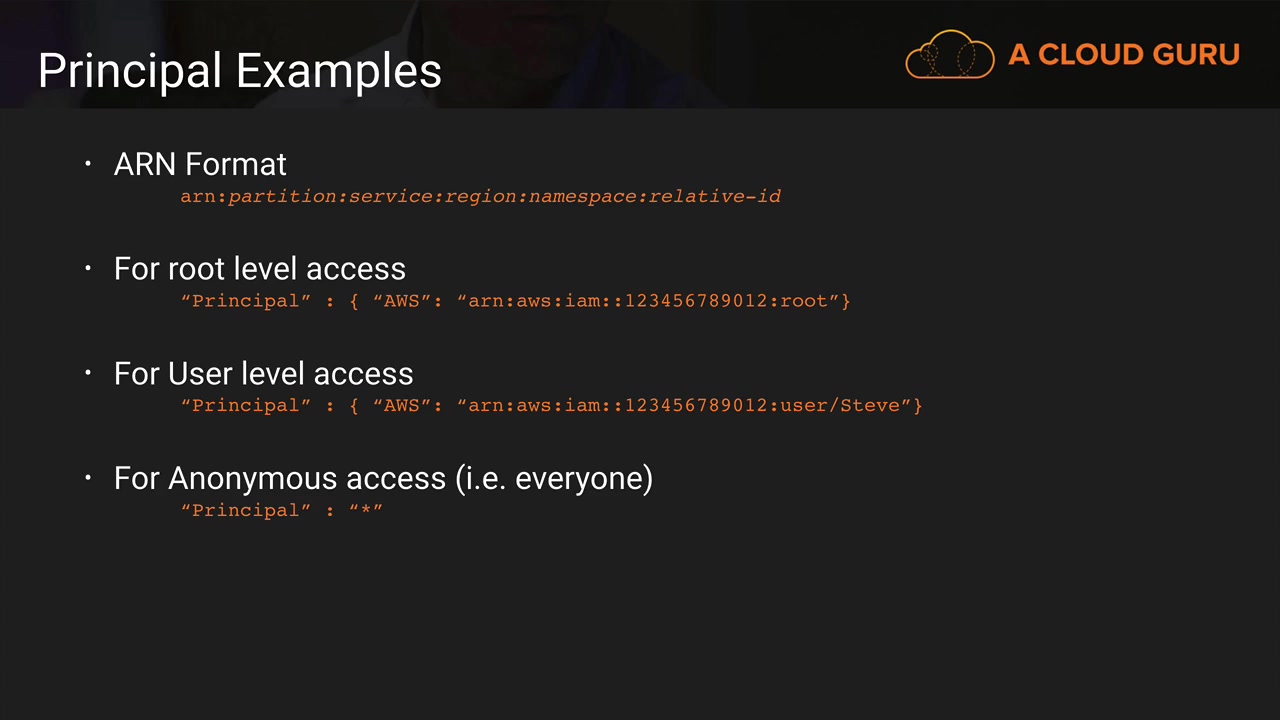 Principal Examples
A CLOUD GURU
• ARN Format
arn:partition:service:region:namespace:relative-id
• For root level access
“Principal” : { “AWS”: “arn:aws:iam::123456789012:root”}
• For User level access
“Principal” : { “AWS”: “arn:aws:iam::123456789012:user/Steve”}
• For Anonymous access (i.e. everyone)
“Principal” : “*”